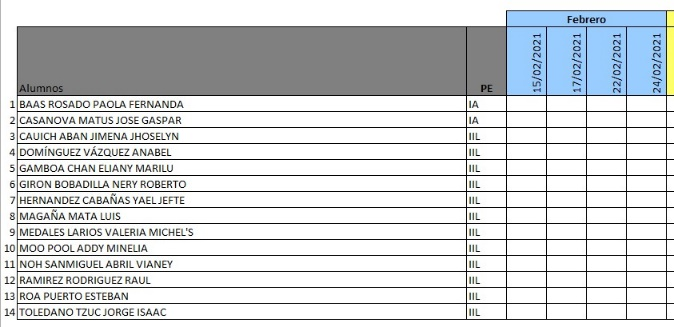 Febrero
Alumnos PE 15/02/2021 17/02/2021 22/02/2021 24/02/2021
1 BAAS ROSADO PAOLA FERNANDA IA
2 CASANOVA MATUS JOSE GASPAR IA
3 CAUICH ABAN JIMENA JHOSELYN IIL
4 DOMÍNGUEZ VÁZQUEZ ANABEL IIL
5 GAMBOA CHAN ELIANY MARILU IIL
6 GIRON BOBADILLA NERY ROBERTO IIL
7 HERNANDEZ CABAÑAS YAEL JEFTE IIL
8 MAGAÑA MATA LUIS IIL
9 MEDALES LARIOS VALERIA MICHEL'S IIL
10 MOO POOL ADDY MINELIA IIL
11 NOH SANMIGUEL ABRIL VIANEY IIL
12 RAMIREZ RODRIGUEZ RAUL IIL
13 ROA PUERTO ESTEBAN IIL
14 TOLEDANO TZUC JORGE ISAAC IIL